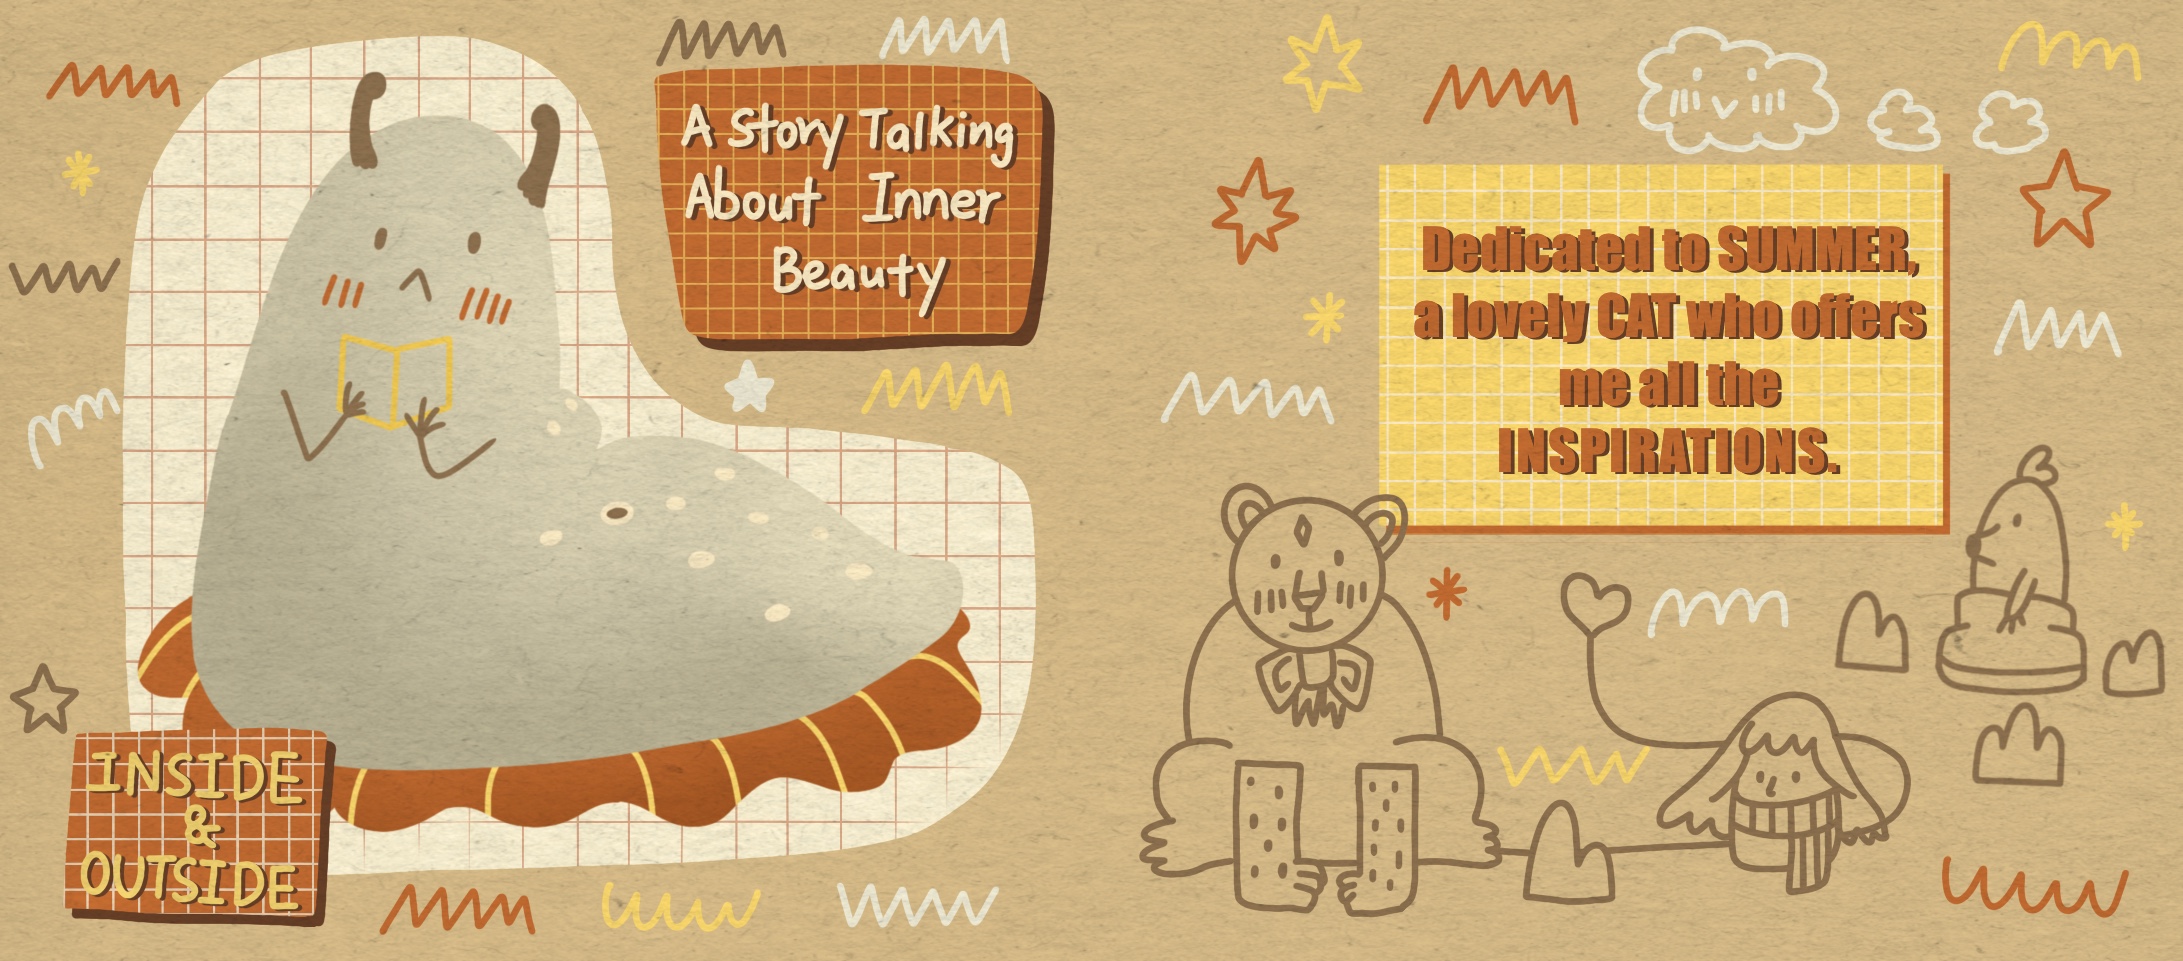 A Story Talking
About Inner
Beauty
INSIDE
&
OUTSIDE
Dedicated to SUMMER,
a lovely CAT who offers
me all the
INSPIRATIONS.